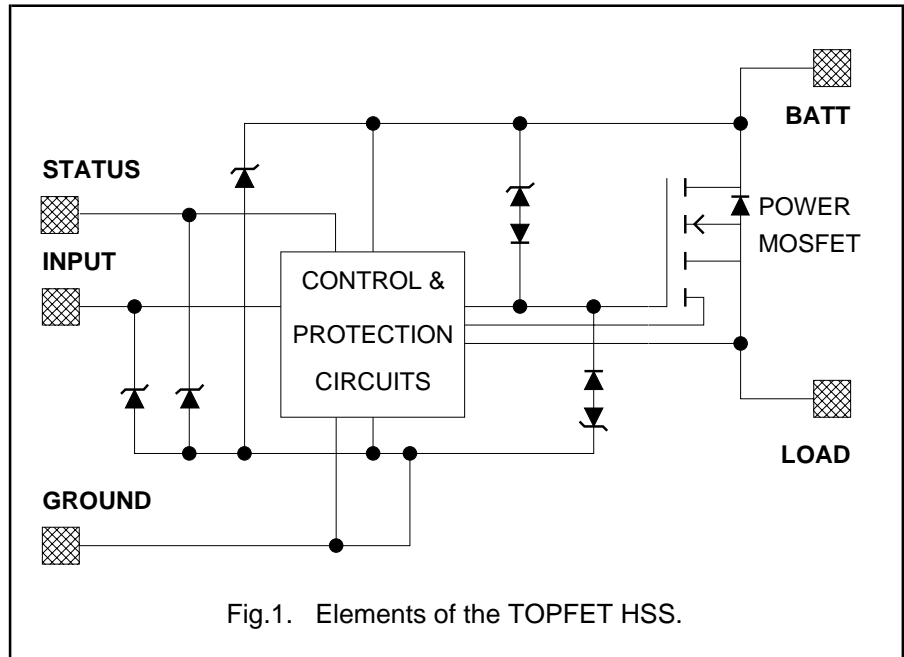 BATT
STATUS
POWER
MOSFET
INPUT
CONTROL &
PROTECTION
CIRCUITS
LOAD
GROUND
Fig.1. Elements of the TOPFET HSS.